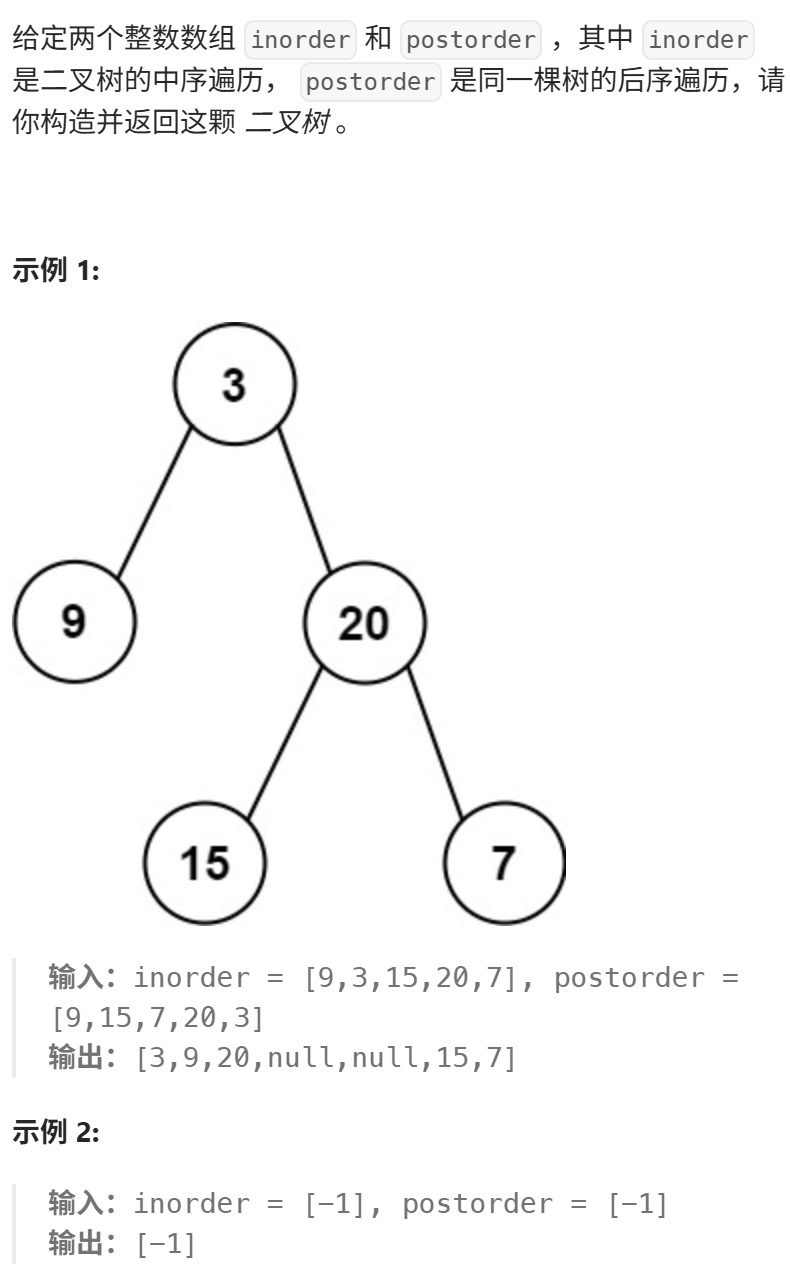 给定两个整数数组 inorder 和 postorder ，其中 inorder
是二叉树的中序遍历， postorder 是同一棵树的后序遍历，请
你构造并返回这颗 二叉树 。
示例 1:
3
9
20
15
7
输入：inorder = [9,3,15,20,7], postorder =
[9,15,7,20,3]
输出：[3,9,20,null,null,15,7]
示例 2:
输入：inorder = [-1], postorder = [-1]
输出：[-1]